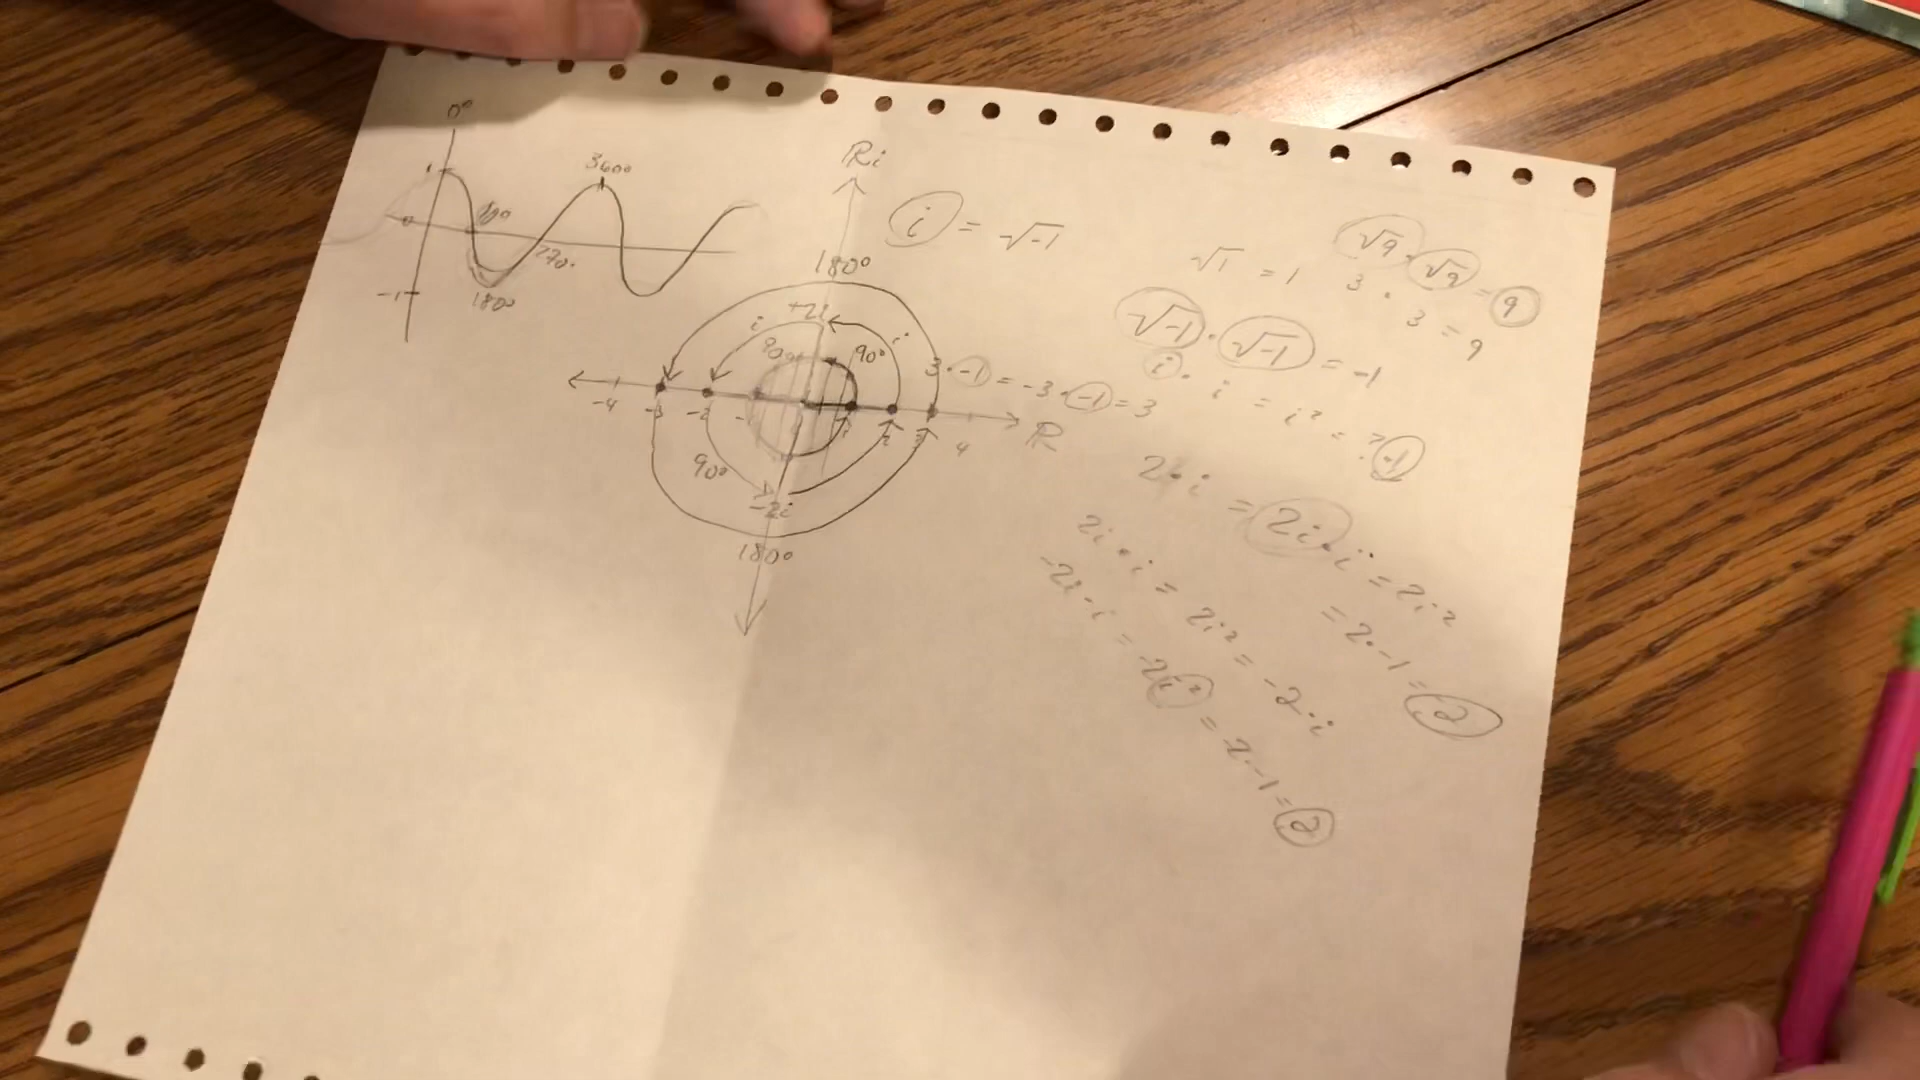 0°
1
0
90°
360°
270°
-1
180°
Ri
i = √-1
180°
+2i
i
i
90°
90°
-4 -3 -2
1 2 3 4
R
90°
-2i
180°
3·-1 = -3·-1 = 3
√1 = 1
√9·√9 = 9
3·3 = 9
√-1·√-1 = -1
i·i = i² = ? -1
2·i = 2i·i = 2i²
= 2·-1 = 2
2i·i = 2i² = -2·i
-2i·i = -2i² = 2·-1 = 2